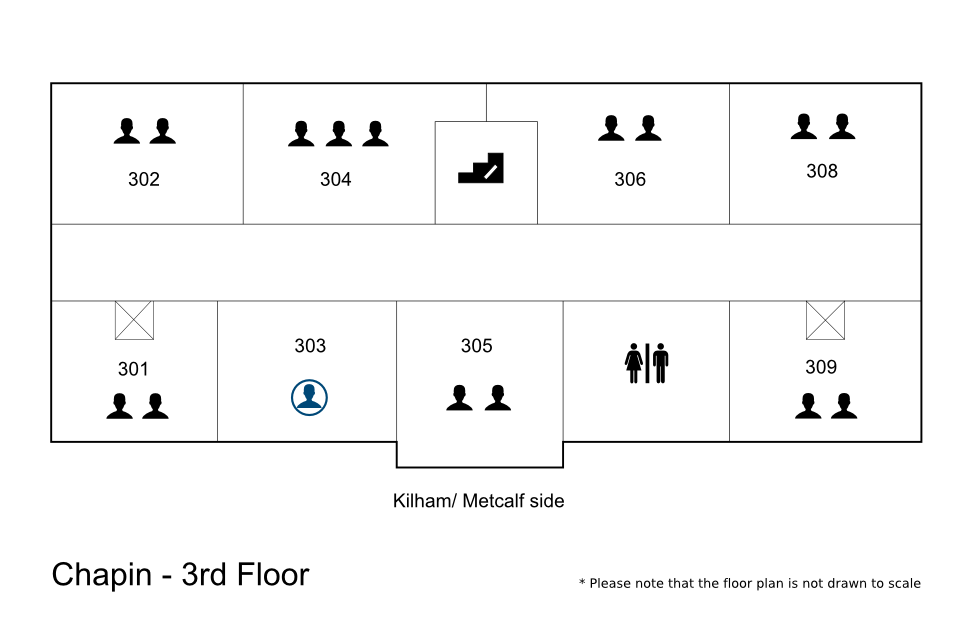 302
304
306
308
301
303
305
309
Kilham/ Metcalf side
Chapin - 3rd Floor
* Please note that the floor plan is not drawn to scale